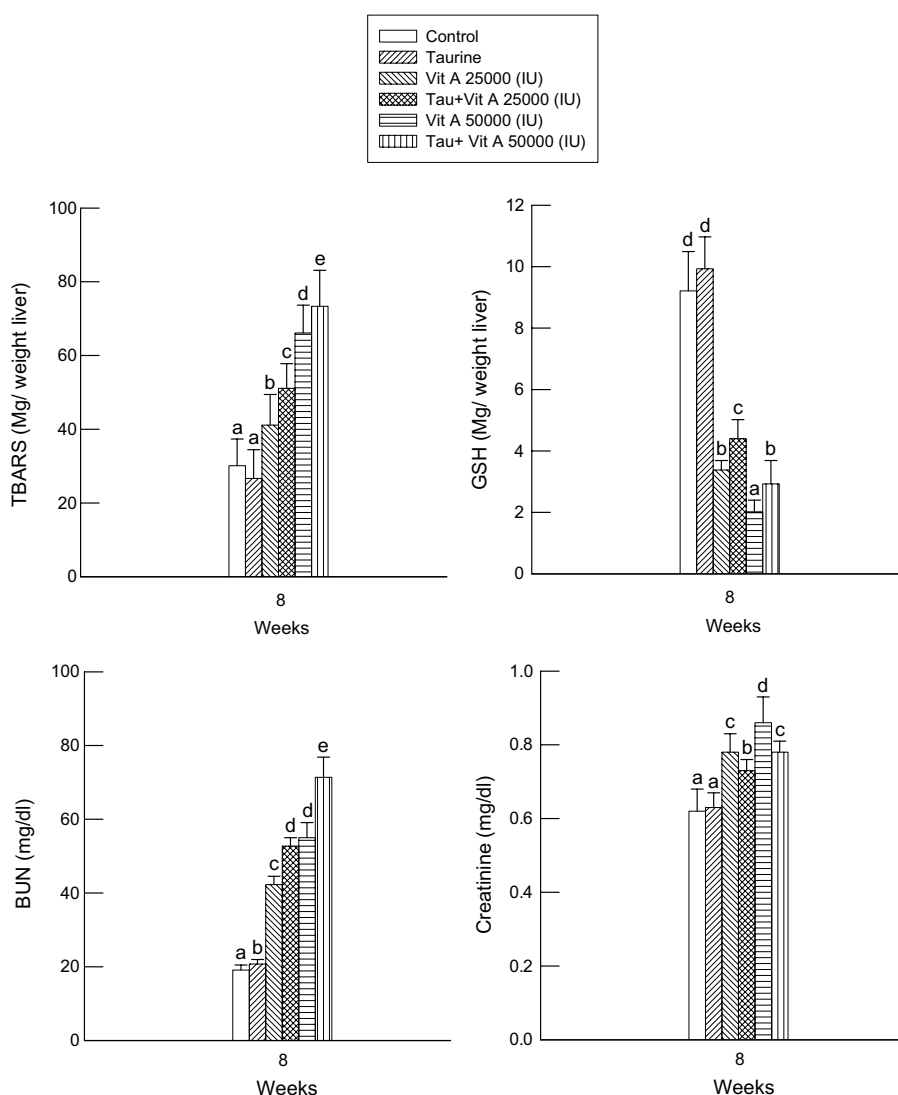 Control
Taurine
Vit A 25000 (IU)
Tau+Vit A 25000 (IU)
Vit A 50000 (IU)
Tau+ Vit A 50000 (IU)
TBARS (Mg/ weight liver)
100
80
60
40
20
0
a
a
b
c
d
e
8
Weeks
GSH (Mg/ weight liver)
12
10
8
6
4
2
0
d
d
b
c
a
b
8
Weeks
BUN (mg/dl)
100
80
60
40
20
0
a
b
c
d
d
e
8
Weeks
Creatinine (mg/dl)
1.0
0.8
0.6
0.4
0.2
0.0
a
a
c
b
d
c
8
Weeks